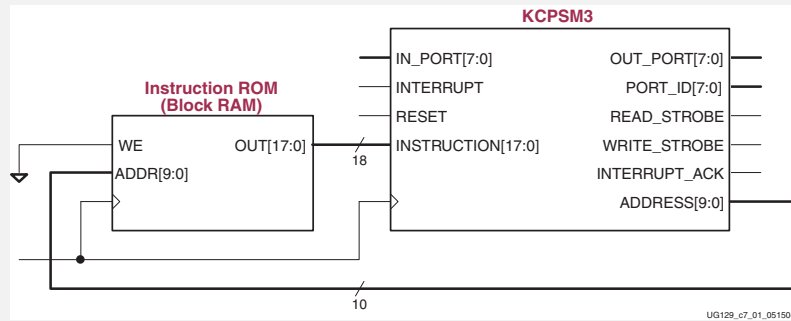 KCPSM3
IN_PORT[7:0]
OUT_PORT[7:0]
INTERRUPT
PORT_ID[7:0]
Instruction ROM
(Block RAM)
RESET
READ_STROBE
WE
OUT[17:0]
18
INSTRUCTION[17:0]
WRITE_STROBE
ADDR[9:0]
INTERRUPT_ACK
ADDRESS[9:0]
10
UG129_c7_01_05150